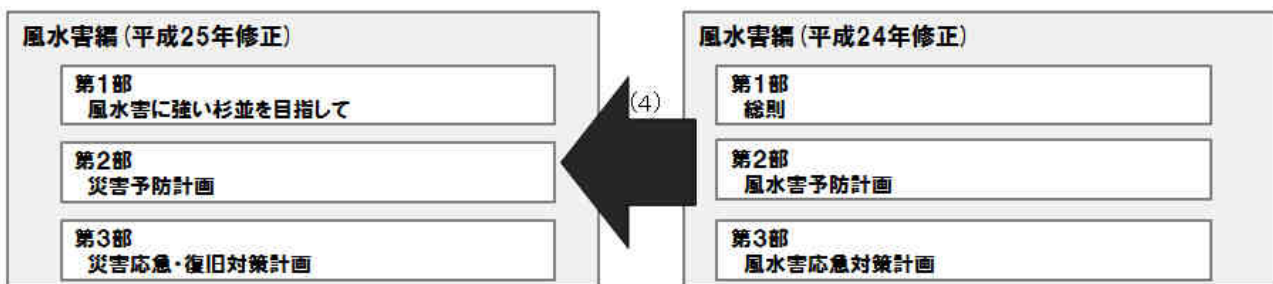 風水害編(平成25年修正)
第1部
風水害に強い杉並を目指して
第2部
災害予防計画
第3部
災害応急・復旧対策計画
(4)
風水害編(平成24年修正)
第1部
総則
第2部
風水害予防計画
第3部
風水害応急対策計画